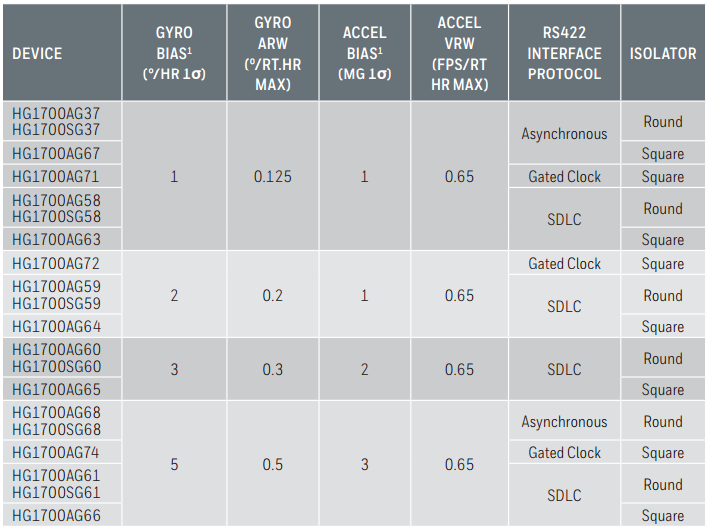 DEVICE GYRO BIAS¹ (º/HR 1σ) GYRO ARW (º/RT.HR MAX) ACCEL BIAS¹ (MG 1σ) ACCEL VRW (FPS/RT HR MAX) RS422 INTERFACE PROTOCOL ISOLATOR
HG1700AG37
HG1700SG37
Asynchronous
Round
HG1700AG67
Square
HG1700AG71 1 0.125 1 0.65 Gated Clock Square
HG1700AG58
HG1700SG58
SDLC
Round
HG1700AG63
Square
HG1700AG72 Gated Clock Square
HG1700AG59
HG1700SG59
2 0.2 1 0.65 SDLC Round
HG1700AG64
Square
HG1700AG60
HG1700SG60
3 0.3 2 0.65 SDLC Round
HG1700AG65
Square
HG1700AG68
HG1700SG68
Asynchronous Round
HG1700AG74 5 0.5 3 0.65 Gated Clock Square
HG1700AG61
HG1700SG61
SDLC
Round
HG1700AG66
Square